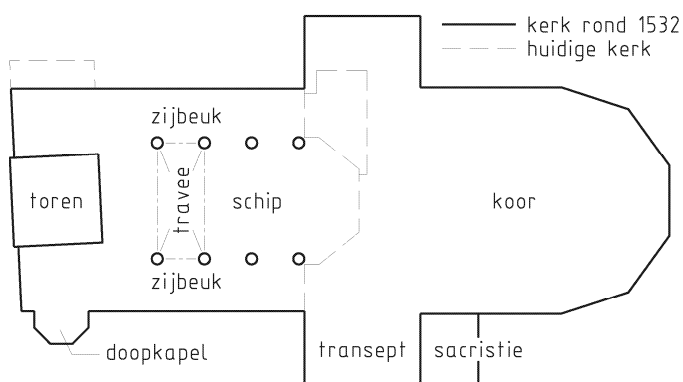 kerk rond 1532
huidige kerk
zijbeuk
toren
travee
schip
koor
zijbeuk
doopkapel
transept
sacristie